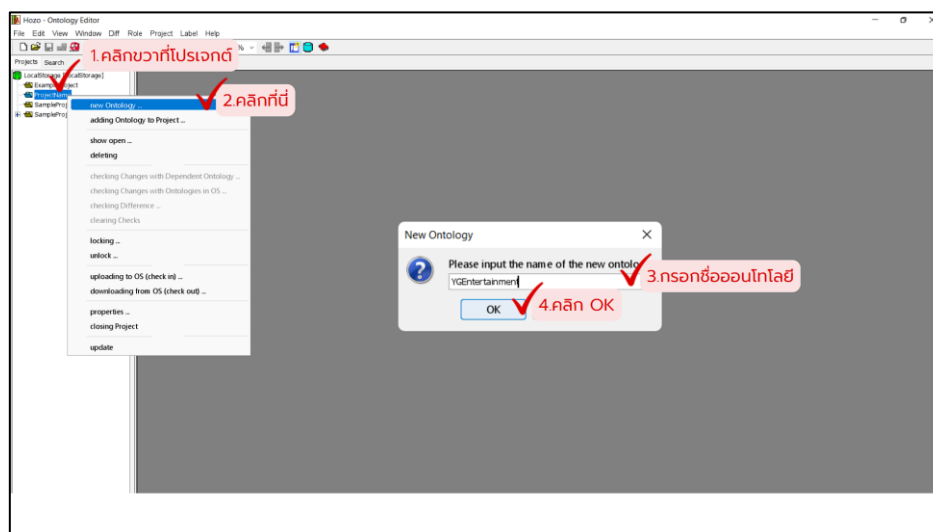 Hozo - Ontology Editor
File Edit View Window Diff Role Project Label Help
%
1.คลิกขวาที่โปรเจกต์
Projects Search
LocalStorage [LocalStorage]
ExampleProject
ProjectName
SampleProj
SampleProj
2.คลิกที่นี่
new Ontology ...
adding Ontology to Project ...
show open ...
deleting
checking Changes with Dependent Ontology ...
checking Changes with Ontologies in OS ...
checking Difference ...
clearing Checks
locking ...
unlock ...
uploading to OS (check in) ...
downloading from OS (check out) ...
properties ...
closing Project
update
New Ontology
Please input the name of the new ontolo
YGEntertainment
3.กรอกชื่อออนโทโลยี
OK
4.คลิก OK